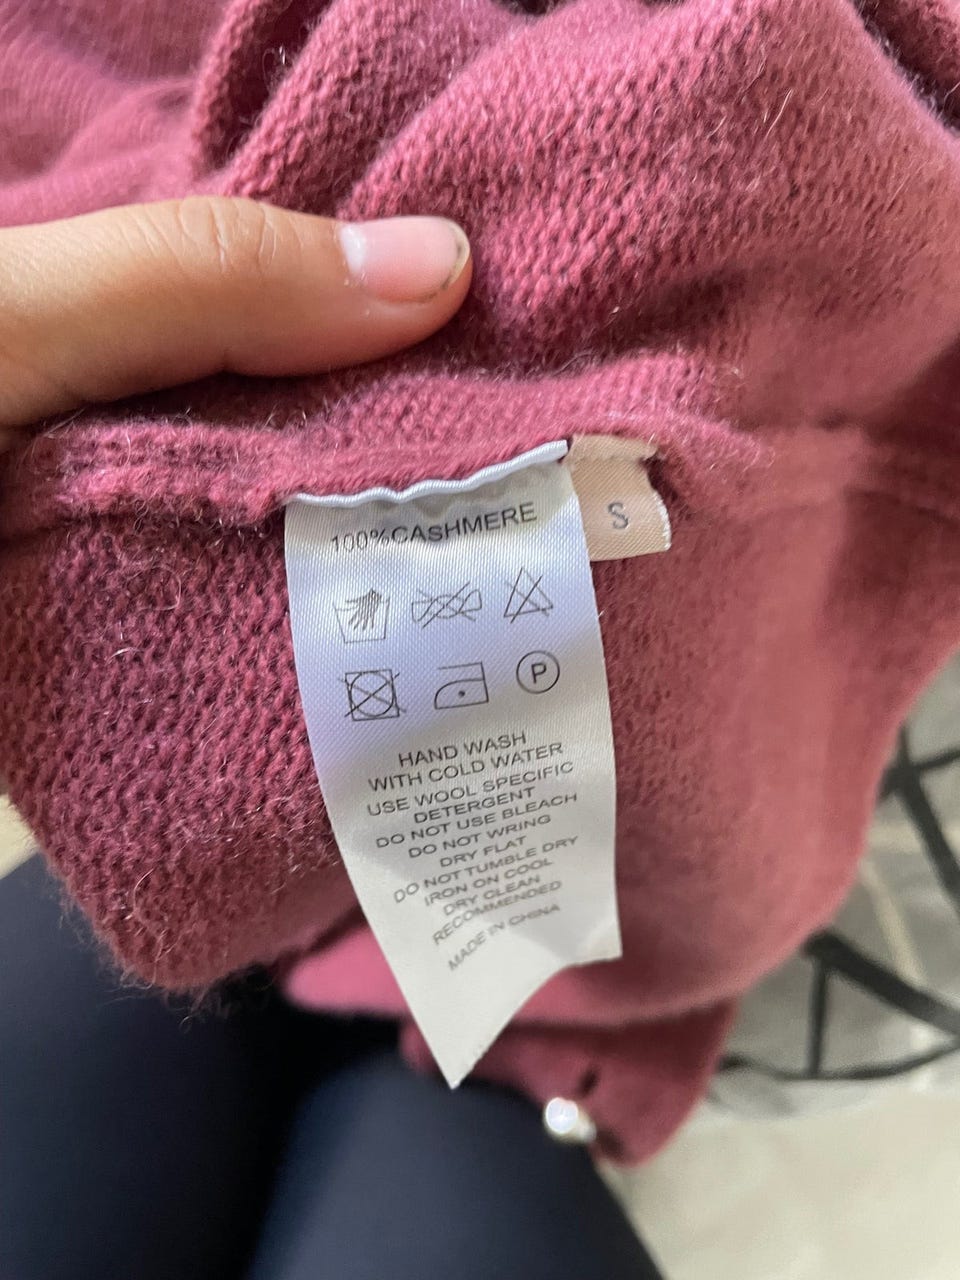 100%CASHMERE
S
P
HAND WASH
WITH COLD WATER
USE WOOL SPECIFIC
DETERGENT
DO NOT USE BLEACH
DO NOT WRING
DRY FLAT
DO NOT TUMBLE DRY
IRON ON COOL
DRY CLEAN
RECOMMENDED
MADE IN CHINA